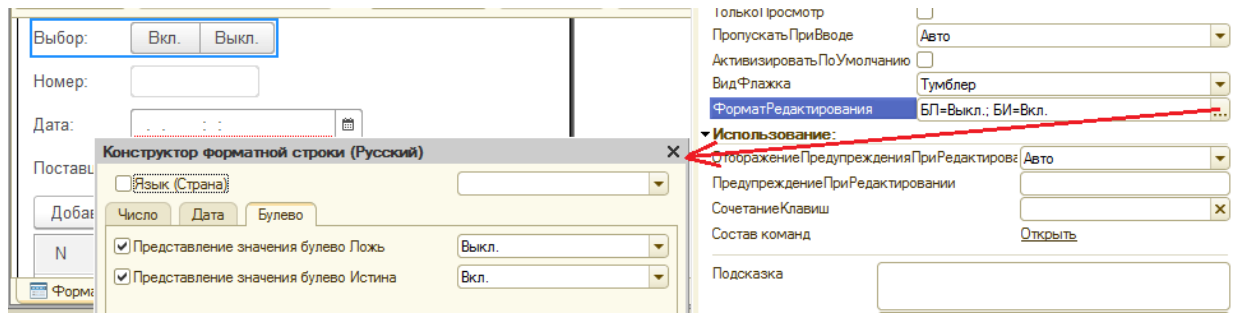 Выбор: Вкл. Выкл.
Номер:
Дата: . . : :
Поставщ
Добав
N
Форма
Конструктор форматной строки (Русский)
Язык (Страна)
Число Дата Булево
Представление значения булево Ложь Выкл.
Представление значения булево Истина Вкл.
ТолькоПросмотр
ПропускатьПриВводе Авто
АктивизироватьПоУмолчанию
ВидФлажка Тумблер
ФорматРедактирования БП=Выкл.; БИ=Вкл. ...
Использование:
ОтображениеПредупрежденияПриРедактирова Авто
ПредупреждениеПриРедактировании
СочетаниеКлавиш
Состав команд Открыть
Подсказка